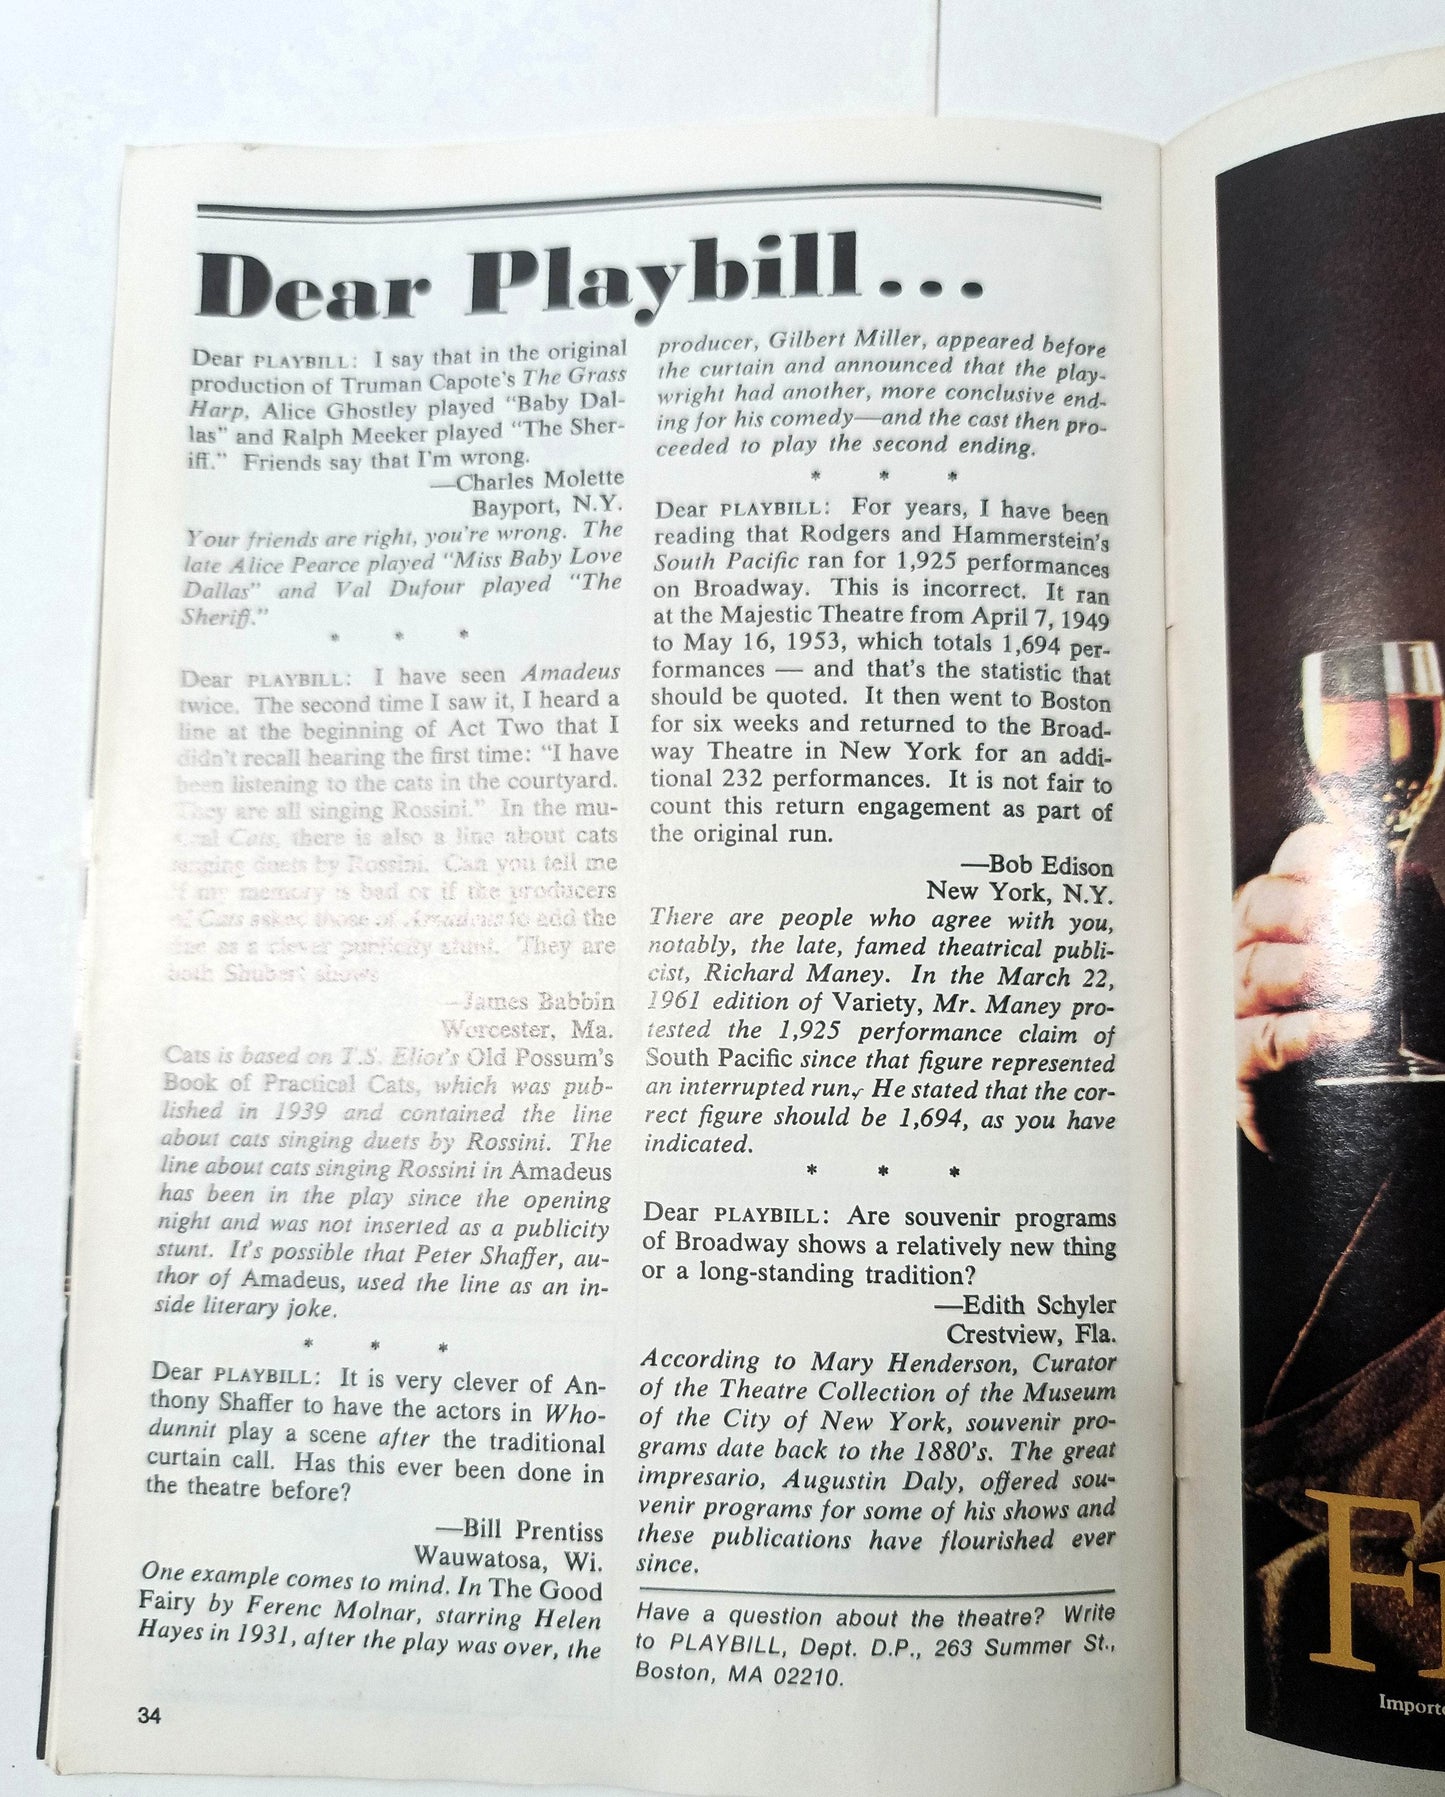 Dear Playbill...
Dear PLAYBILL: I say that in the original
production of Truman Capote's The Grass
Harp, Alice Ghostley played "Baby Dal-
las" and Ralph Meeker played "The Sher-
iff." Friends say that I'm wrong.
—Charles Molette
Bayport, N.Y.
Your friends are right, you're wrong. The
late Alice Pearce played "Miss Baby Love
Dallas" and Val Dufour played "The
Sheriff."
* * *
Dear PLAYBILL: I have seen Amadeus
twice. The second time I saw it, I heard a
line at the beginning of Act Two that I
didn't recall hearing the first time: "I have
been listening to the cats in the courtyard.
They are all singing Rossini." In the mu-
sical Cats, there is also a line about cats
singing duets by Rossini. Can you tell me
if my memory is bad or if the producers
of Cats asked those of Amadeus to add the
line as a clever publicity stunt. They are
both Shubert shows.
—James Babbin
Worcester, Ma.
Cats is based on T.S. Eliot's Old Possum's
Book of Practical Cats, which was pub-
lished in 1939 and contained the line
about cats singing duets by Rossini. The
line about cats singing Rossini in Amadeus
has been in the play since the opening
night and was not inserted as a publicity
stunt. It's possible that Peter Shaffer, au-
thor of Amadeus, used the line as an in-
side literary joke.
* * *
Dear PLAYBILL: It is very clever of An-
thony Shaffer to have the actors in Who-
dunnit play a scene after the traditional
curtain call. Has this ever been done in
the theatre before?
—Bill Prentiss
Wauwatosa, Wi.
One example comes to mind. In The Good
Fairy by Ferenc Molnar, starring Helen
Hayes in 1931, after the play was over, the
34
producer, Gilbert Miller, appeared before
the curtain and announced that the play-
wright had another, more conclusive end-
ing for his comedy—and the cast then pro-
ceeded to play the second ending.
* * *
Dear PLAYBILL: For years, I have been
reading that Rodgers and Hammerstein's
South Pacific ran for 1,925 performances
on Broadway. This is incorrect. It ran
at the Majestic Theatre from April 7, 1949
to May 16, 1953, which totals 1,694 per-
formances — and that's the statistic that
should be quoted. It then went to Boston
for six weeks and returned to the Broad-
way Theatre in New York for an addi-
tional 232 performances. It is not fair to
count this return engagement as part of
the original run.
—Bob Edison
New York, N.Y.
There are people who agree with you,
notably, the late, famed theatrical publi-
cist, Richard Maney. In the March 22,
1961 edition of Variety, Mr. Maney pro-
tested the 1,925 performance claim of
South Pacific since that figure represented
an interrupted run. He stated that the cor-
rect figure should be 1,694, as you have
indicated.
* * *
Dear PLAYBILL: Are souvenir programs
of Broadway shows a relatively new thing
or a long-standing tradition?
—Edith Schyler
Crestview, Fla.
According to Mary Henderson, Curator
of the Theatre Collection of the Museum
of the City of New York, souvenir pro-
grams date back to the 1880's. The great
impresario, Augustin Daly, offered sou-
venir programs for some of his shows and
these publications have flourished ever
since.
Have a question about the theatre? Write
to PLAYBILL, Dept. D.P., 263 Summer St.,
Boston, MA 02210.